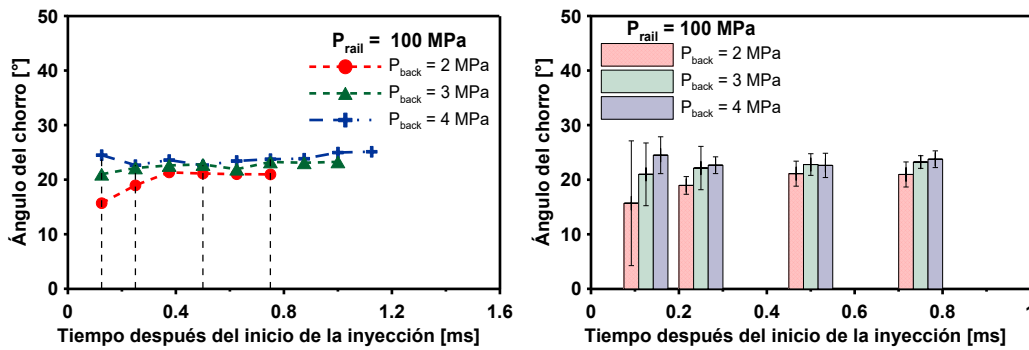 50
40
30
20
10
0
0
0.4
0.8
1.2
1.6
Ángulo del chorro [°]
Tiempo después del inicio de la inyección [ms]
P_rail = 100 MPa
P_back = 2 MPa
P_back = 3 MPa
P_back = 4 MPa
50
40
30
20
10
0
0
0.2
0.4
0.6
0.8
1
Ángulo del chorro [°]
Tiempo después del inicio de la inyección [ms]
P_rail = 100 MPa
P_back = 2 MPa
P_back = 3 MPa
P_back = 4 MPa